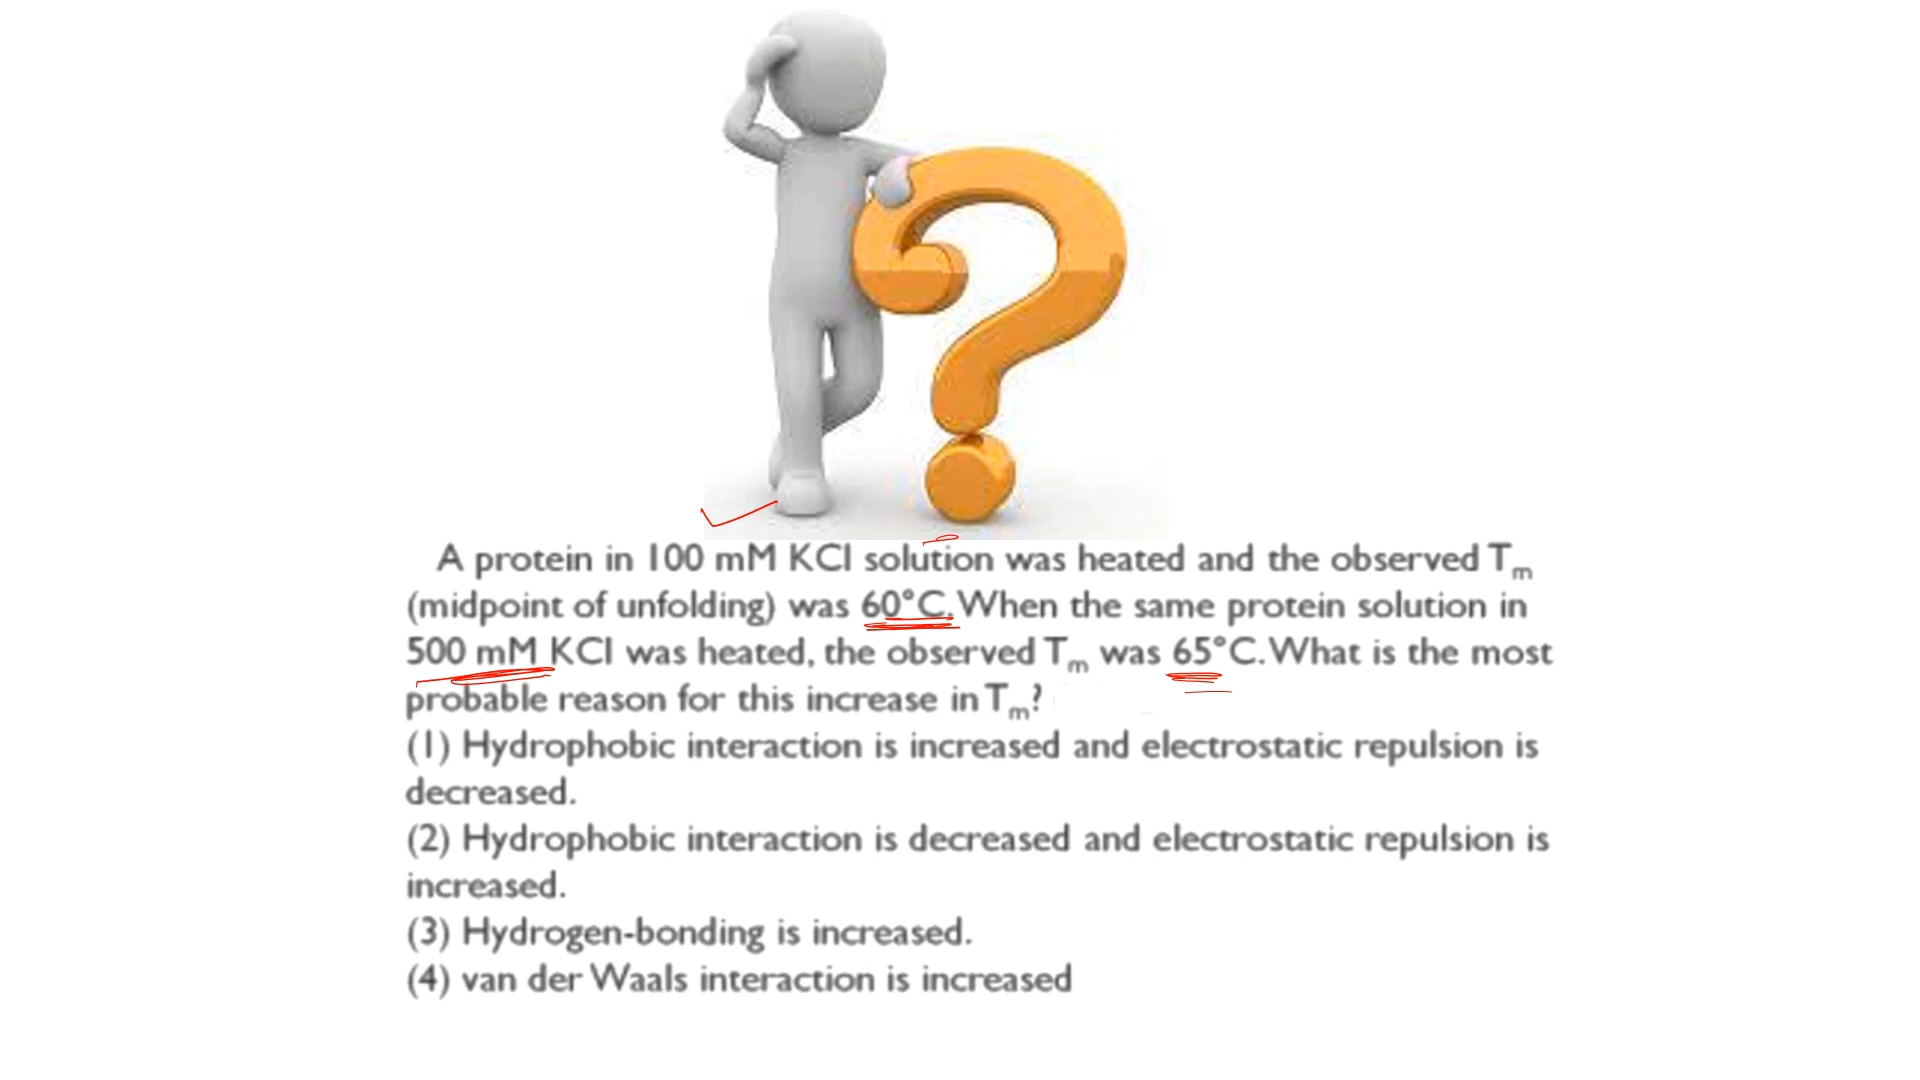 A protein in 100 mM KCl solution was heated and the observed Tm
(midpoint of unfolding) was 60°C. When the same protein solution in
500 mM KCl was heated, the observed Tm was 65°C. What is the most
probable reason for this increase in Tm?
(1) Hydrophobic interaction is increased and electrostatic repulsion is
decreased.
(2) Hydrophobic interaction is decreased and electrostatic repulsion is
increased.
(3) Hydrogen-bonding is increased.
(4) van der Waals interaction is increased